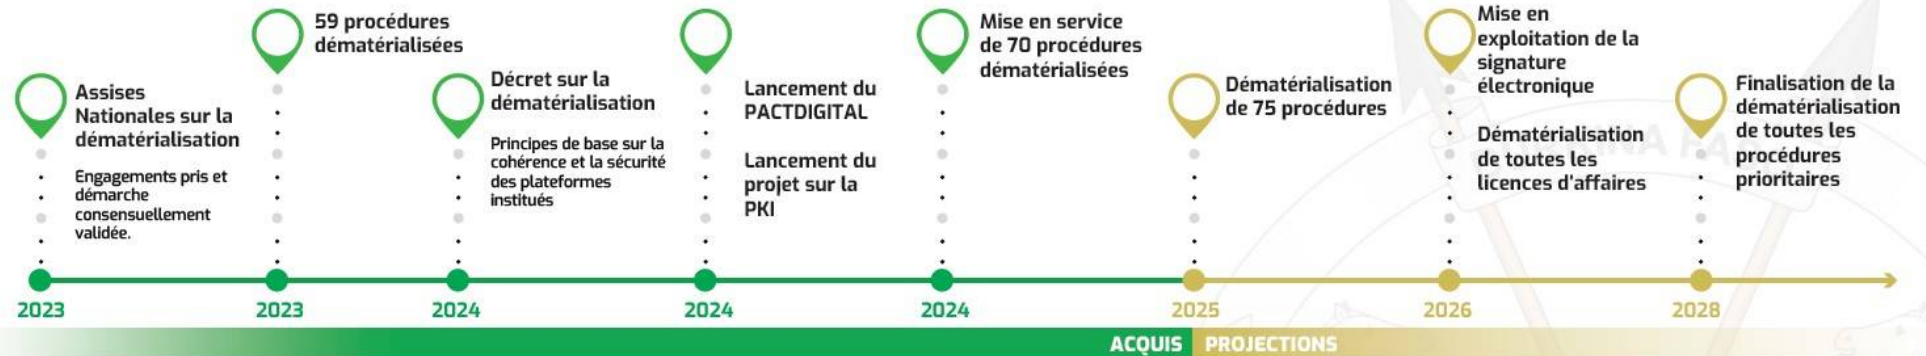 Assises
Nationales sur la
dématérialisation
Engagements pris et
démarche
consensuellement
validée.
59 procédures
dématérialisées
Décret sur la
dématérialisation
Principes de base sur la
cohérence et la sécurité
des plateformes
institués
Lancement du
PACTDIGITAL
Lancement du
projet sur la
PKI
Mise en service
de 70 procédures
dématérialisées
Dématérialisation
de 75 procédures
Mise en
exploitation de la
signature
électronique
Dématérialisation
de toutes les
licences d'affaires
Finalisation de la
dématérialisation
de toutes les
procédures
prioritaires
2023
2023
2024
2024
2024
2025
2026
2028
ACQUIS
PROJECTIONS